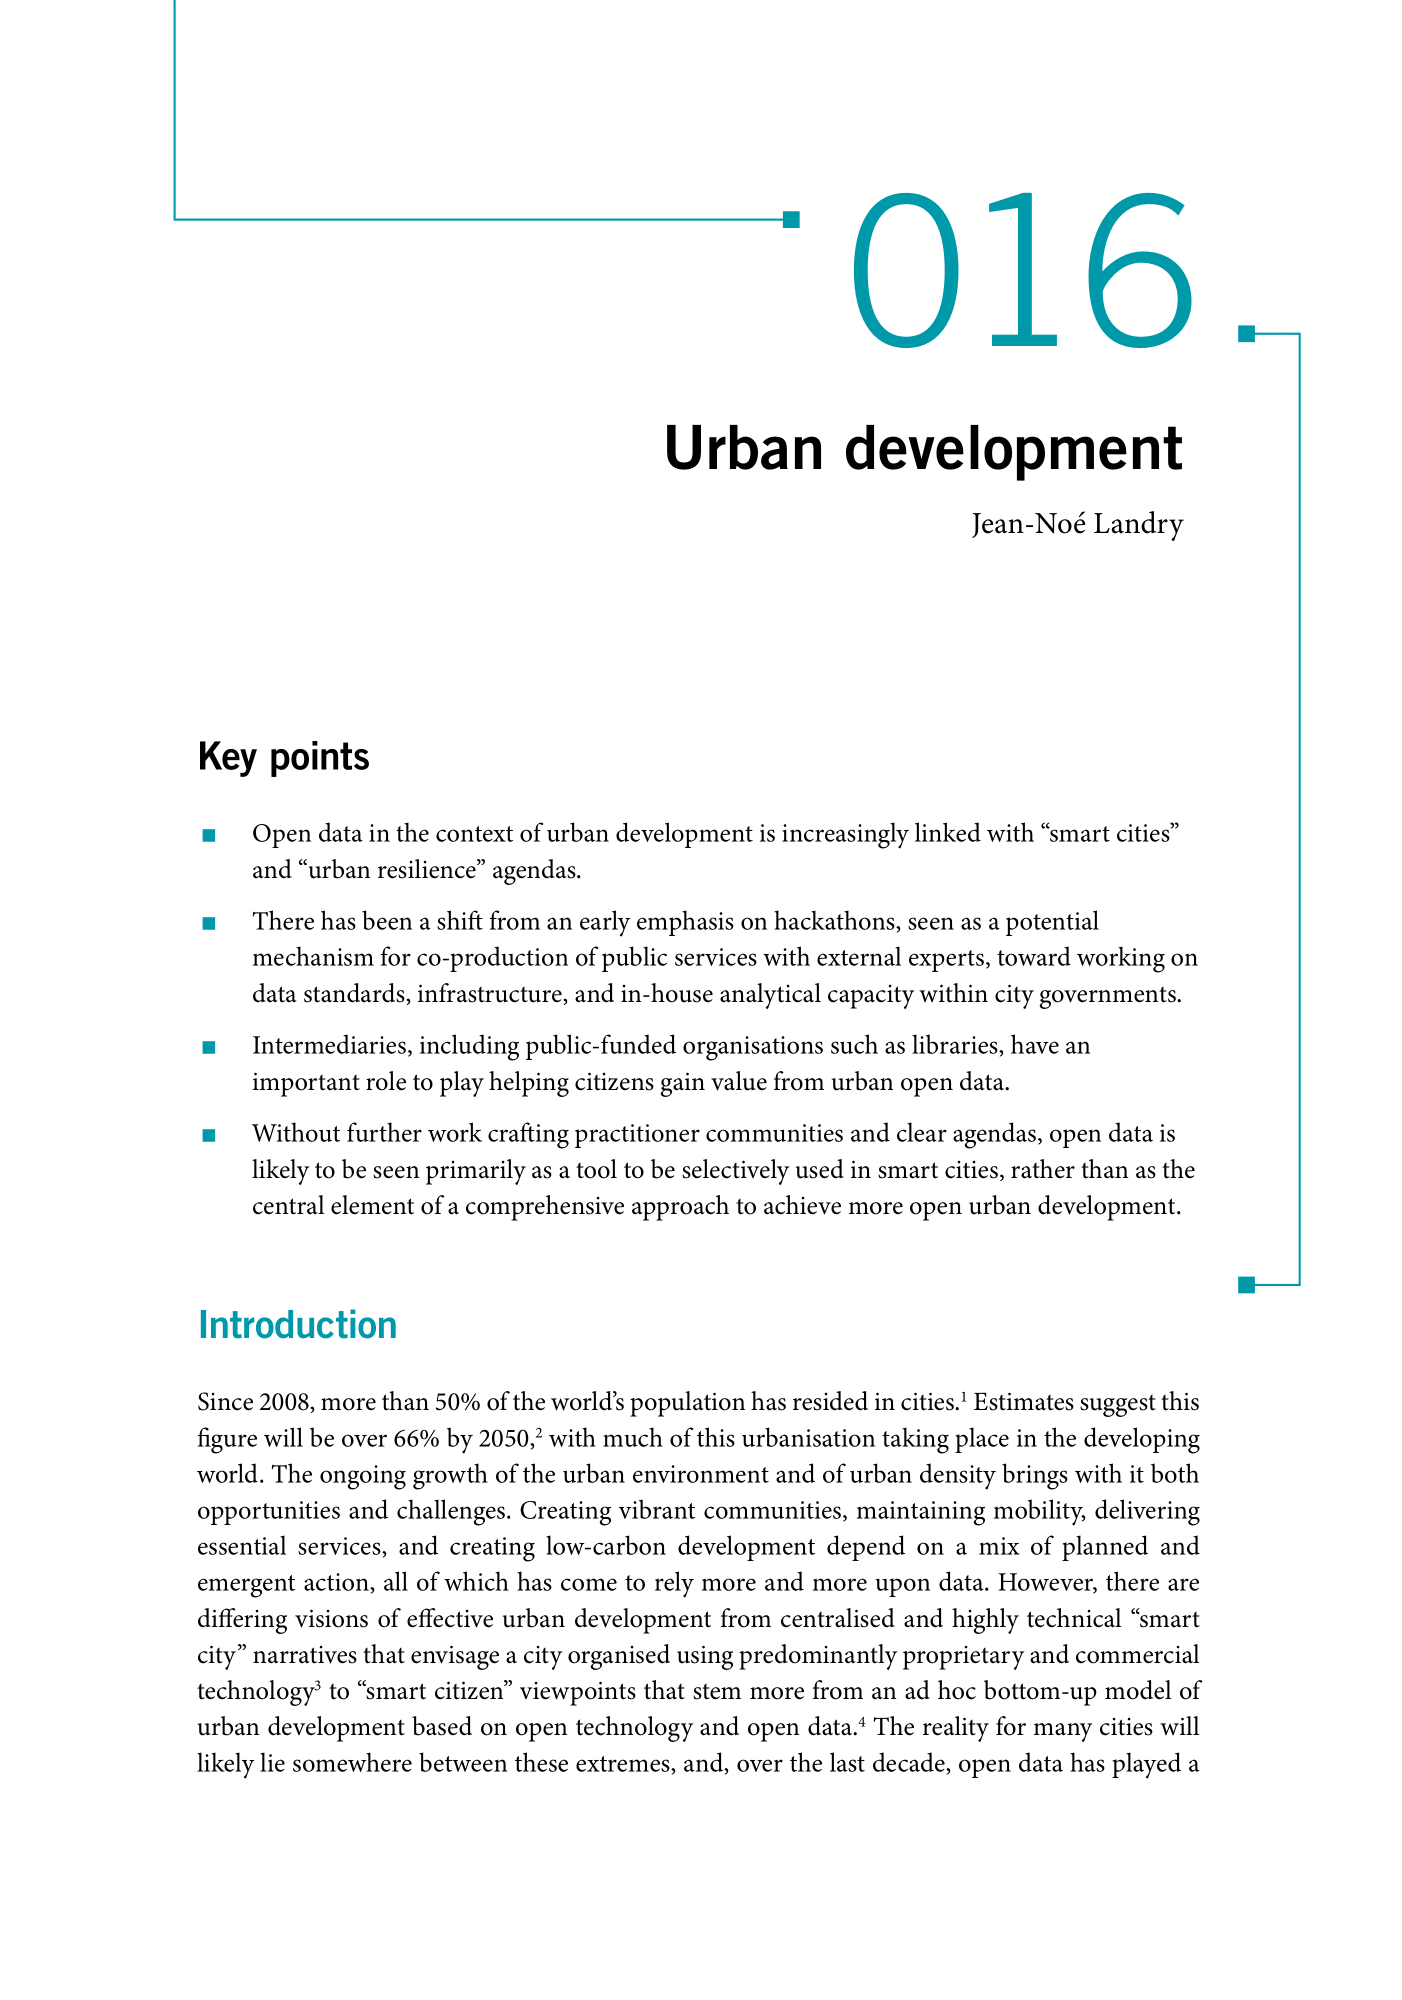 016
Urban development
Jean-Noé Landry
Key points
■ Open data in the context of urban development is increasingly linked with “smart cities”
and “urban resilience” agendas.
■ There has been a shift from an early emphasis on hackathons, seen as a potential
mechanism for co-production of public services with external experts, toward working on
data standards, infrastructure, and in-house analytical capacity within city governments.
■ Intermediaries, including public-funded organisations such as libraries, have an
important role to play helping citizens gain value from urban open data.
■ Without further work crafting practitioner communities and clear agendas, open data is
likely to be seen primarily as a tool to be selectively used in smart cities, rather than as the
central element of a comprehensive approach to achieve more open urban development.
Introduction
Since 2008, more than 50% of the world’s population has resided in cities.¹ Estimates suggest this
figure will be over 66% by 2050,² with much of this urbanisation taking place in the developing
world. The ongoing growth of the urban environment and of urban density brings with it both
opportunities and challenges. Creating vibrant communities, maintaining mobility, delivering
essential services, and creating low-carbon development depend on a mix of planned and
emergent action, all of which has come to rely more and more upon data. However, there are
differing visions of effective urban development from centralised and highly technical “smart
city” narratives that envisage a city organised using predominantly proprietary and commercial
technology³ to “smart citizen” viewpoints that stem more from an ad hoc bottom-up model of
urban development based on open technology and open data.⁴ The reality for many cities will
likely lie somewhere between these extremes, and, over the last decade, open data has played a